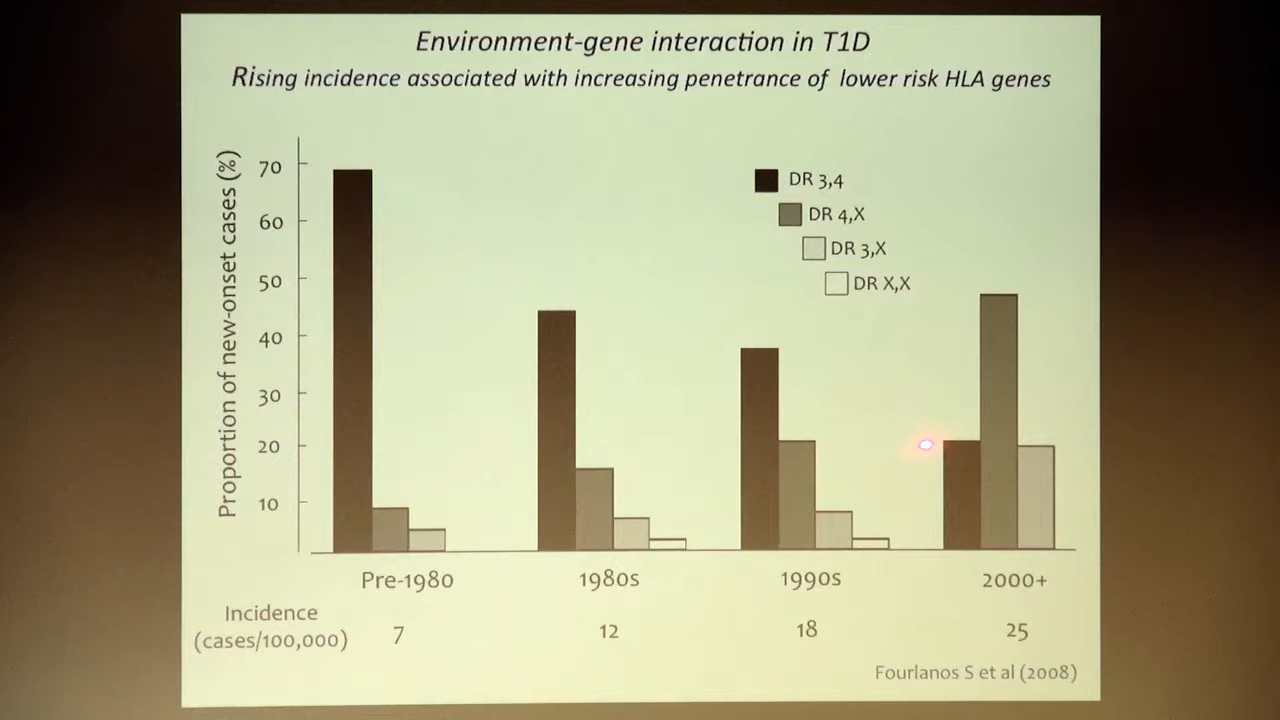 Environment-gene interaction in T1D
Rising incidence associated with increasing penetrance of lower risk HLA genes
Proportion of new-onset cases (%)
70
60
50
40
30
20
10
DR 3,4
DR 4,X
DR 3,X
DR X,X
Pre-1980 1980s 1990s 2000+
Incidence
(cases/100,000) 7 12 18 25
Fourlanos S et al (2008)